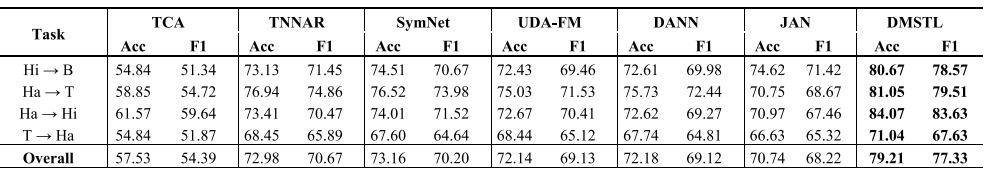 Task TCA TNNAR SymNet UDA-FM DANN JAN DMSTL
Acc F1 Acc F1 Acc F1 Acc F1 Acc F1 Acc F1 Acc F1
Hi → B 54.84 51.34 73.13 71.45 74.51 70.67 72.43 69.46 72.61 69.98 74.62 71.42 80.67 78.57
Ha → T 58.85 54.72 76.94 74.86 76.52 73.98 75.03 71.53 75.73 72.44 70.75 68.67 81.05 79.51
Ha → Hi 61.57 59.64 73.41 70.47 74.01 71.52 72.67 70.41 72.62 69.27 70.97 67.46 84.07 83.63
T → Ha 54.84 51.87 68.45 65.89 67.60 64.64 68.44 65.12 67.74 64.81 66.63 65.32 71.04 67.63
Overall 57.53 54.39 72.98 70.67 73.16 70.20 72.14 69.13 72.18 69.12 70.74 68.22 79.21 77.33